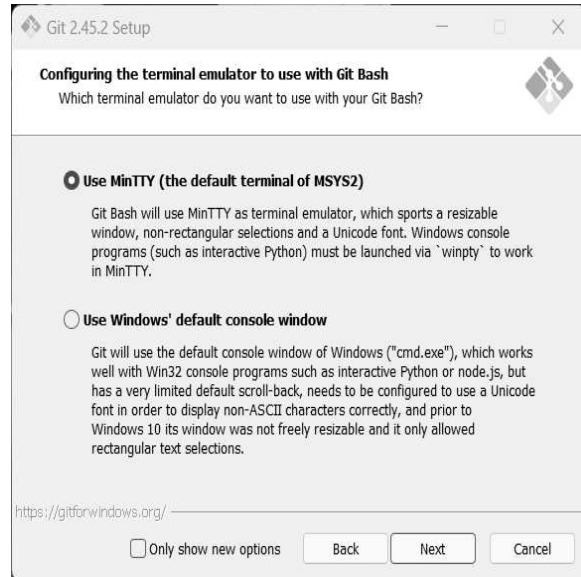 Git 2.45.2 Setup
Configuring the terminal emulator to use with Git Bash
Which terminal emulator do you want to use with your Git Bash?
Use MinTTY (the default terminal of MSYS2)
Git Bash will use MinTTY as terminal emulator, which sports a resizable
window, non-rectangular selections and a Unicode font. Windows console
programs (such as interactive Python) must be launched via `winpty` to work
in MinTTY.
Use Windows' default console window
Git will use the default console window of Windows ("cmd.exe"), which works
well with Win32 console programs such as interactive Python or node.js, but
has a very limited default scroll-back, needs to be configured to use a Unicode
font in order to display non-ASCII characters correctly, and prior to
Windows 10 its window was not freely resizable and it only allowed
rectangular text selections.
https://gitforwindows.org/
Only show new options Back Next Cancel